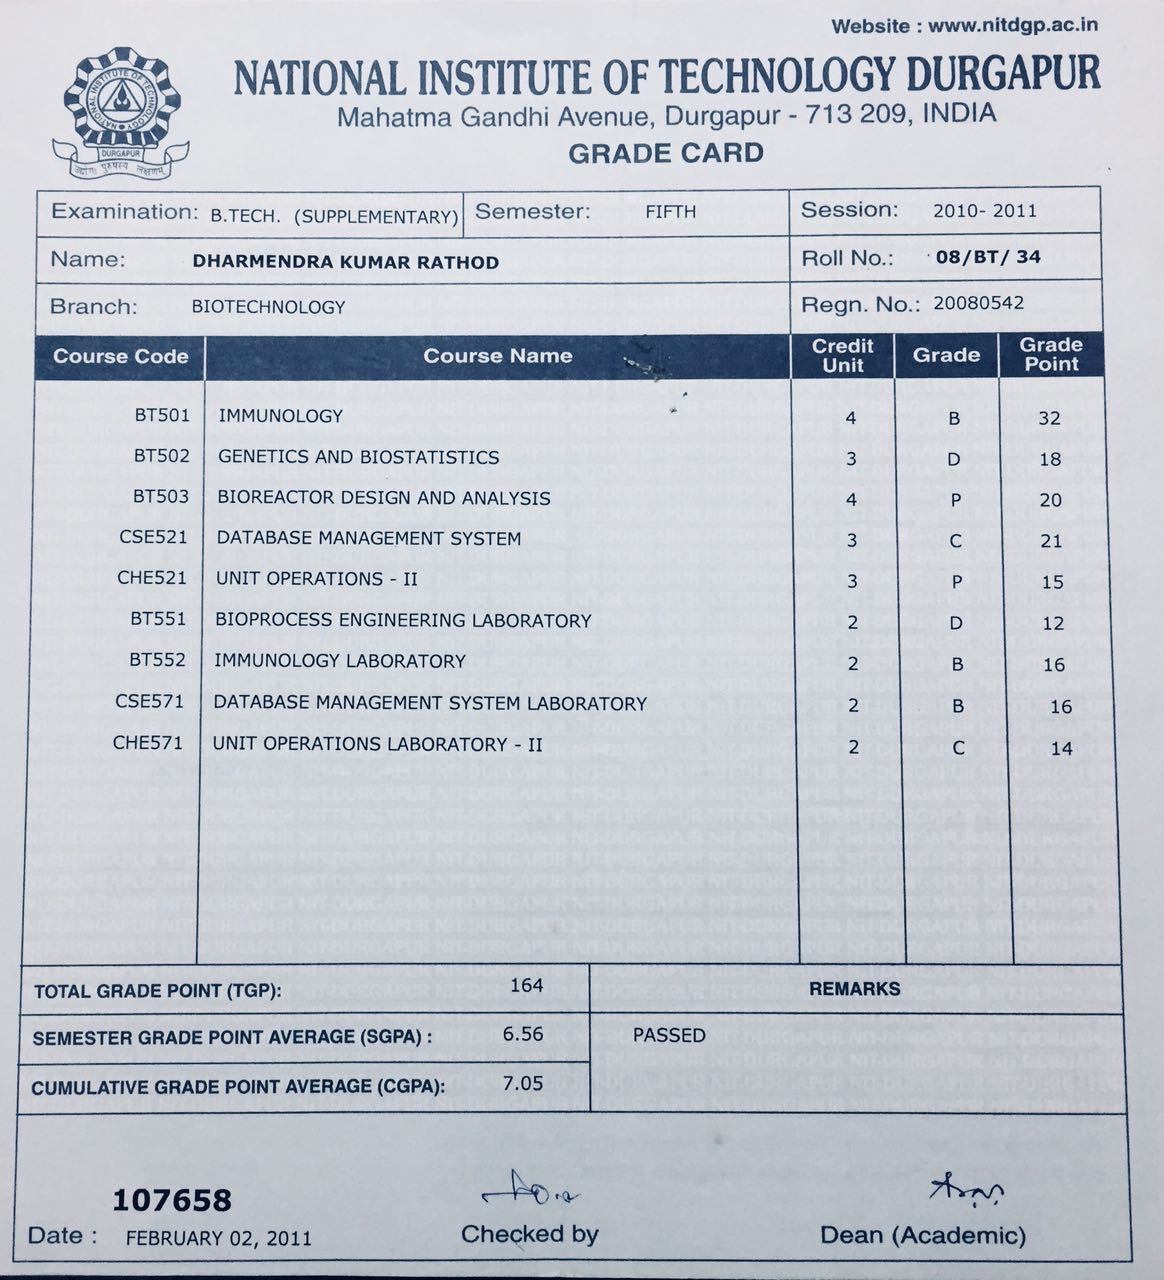 Website : www.nitdgp.ac.in
NATIONAL INSTITUTE OF TECHNOLOGY DURGAPUR
Mahatma Gandhi Avenue, Durgapur - 713 209, INDIA
GRADE CARD
NATIONAL INSTITUTE OF TECHNOLOGY
DURGAPUR
Examination: B.TECH. (SUPPLEMENTARY) Semester: FIFTH Session: 2010- 2011
Name: DHARMENDRA KUMAR RATHOD Roll No.: 08/BT/ 34
Branch: BIOTECHNOLOGY Regn. No.: 20080542
Course Code Course Name Credit Unit Grade Grade Point
BT501 IMMUNOLOGY 4 B 32
BT502 GENETICS AND BIOSTATISTICS 3 D 18
BT503 BIOREACTOR DESIGN AND ANALYSIS 4 P 20
CSE521 DATABASE MANAGEMENT SYSTEM 3 C 21
CHE521 UNIT OPERATIONS - II 3 P 15
BT551 BIOPROCESS ENGINEERING LABORATORY 2 D 12
BT552 IMMUNOLOGY LABORATORY 2 B 16
CSE571 DATABASE MANAGEMENT SYSTEM LABORATORY 2 B 16
CHE571 UNIT OPERATIONS LABORATORY - II 2 C 14
TOTAL GRADE POINT (TGP): 164 REMARKS
SEMESTER GRADE POINT AVERAGE (SGPA) : 6.56 PASSED
CUMULATIVE GRADE POINT AVERAGE (CGPA): 7.05
107658
Date : FEBRUARY 02, 2011 Checked by Dean (Academic)